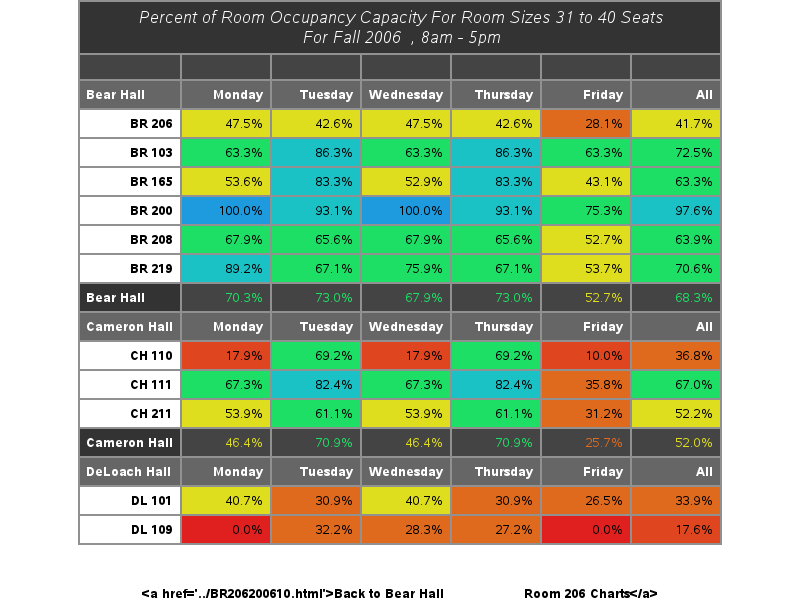 Percent of Room Occupancy Capacity For Room Sizes 31 to 40 Seats
For Fall 2006 , 8am - 5pm
Bear Hall Monday Tuesday Wednesday Thursday Friday All
BR 206 47.5% 42.6% 47.5% 42.6% 28.1% 41.7%
BR 103 63.3% 86.3% 63.3% 86.3% 63.3% 72.5%
BR 165 53.6% 83.3% 52.9% 83.3% 43.1% 63.3%
BR 200 100.0% 93.1% 100.0% 93.1% 75.3% 97.6%
BR 208 67.9% 65.6% 67.9% 65.6% 52.7% 63.9%
BR 219 89.2% 67.1% 75.9% 67.1% 53.7% 70.6%
Bear Hall 70.3% 73.0% 67.9% 73.0% 52.7% 68.3%
Cameron Hall Monday Tuesday Wednesday Thursday Friday All
CH 110 17.9% 69.2% 17.9% 69.2% 10.0% 36.8%
CH 111 67.3% 82.4% 67.3% 82.4% 35.8% 67.0%
CH 211 53.9% 61.1% 53.9% 61.1% 31.2% 52.2%
Cameron Hall 46.4% 70.9% 46.4% 70.9% 25.7% 52.0%
DeLoach Hall Monday Tuesday Wednesday Thursday Friday All
DL 101 40.7% 30.9% 40.7% 30.9% 26.5% 33.9%
DL 109 0.0% 32.2% 28.3% 27.2% 0.0% 17.6%
<a href='../BR206200610.html'>Back to Bear Hall Room 206 Charts</a>